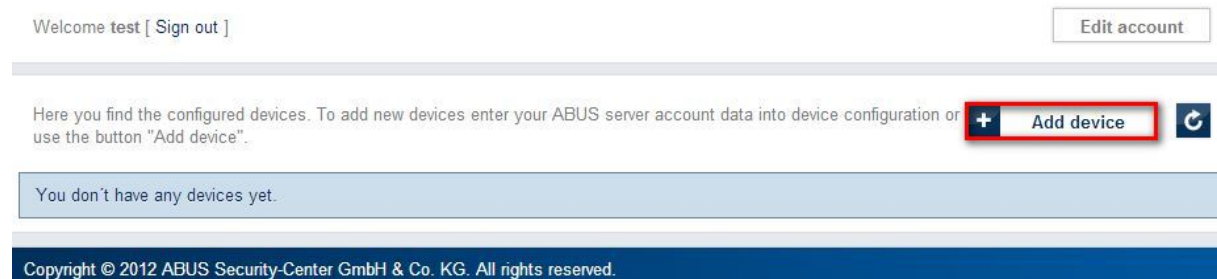 Welcome test [ Sign out ]
Edit account
Here you find the configured devices. To add new devices enter your ABUS server account data into device configuration or
use the button "Add device".
+ Add device
You don´t have any devices yet.
Copyright © 2012 ABUS Security-Center GmbH & Co. KG. All rights reserved.